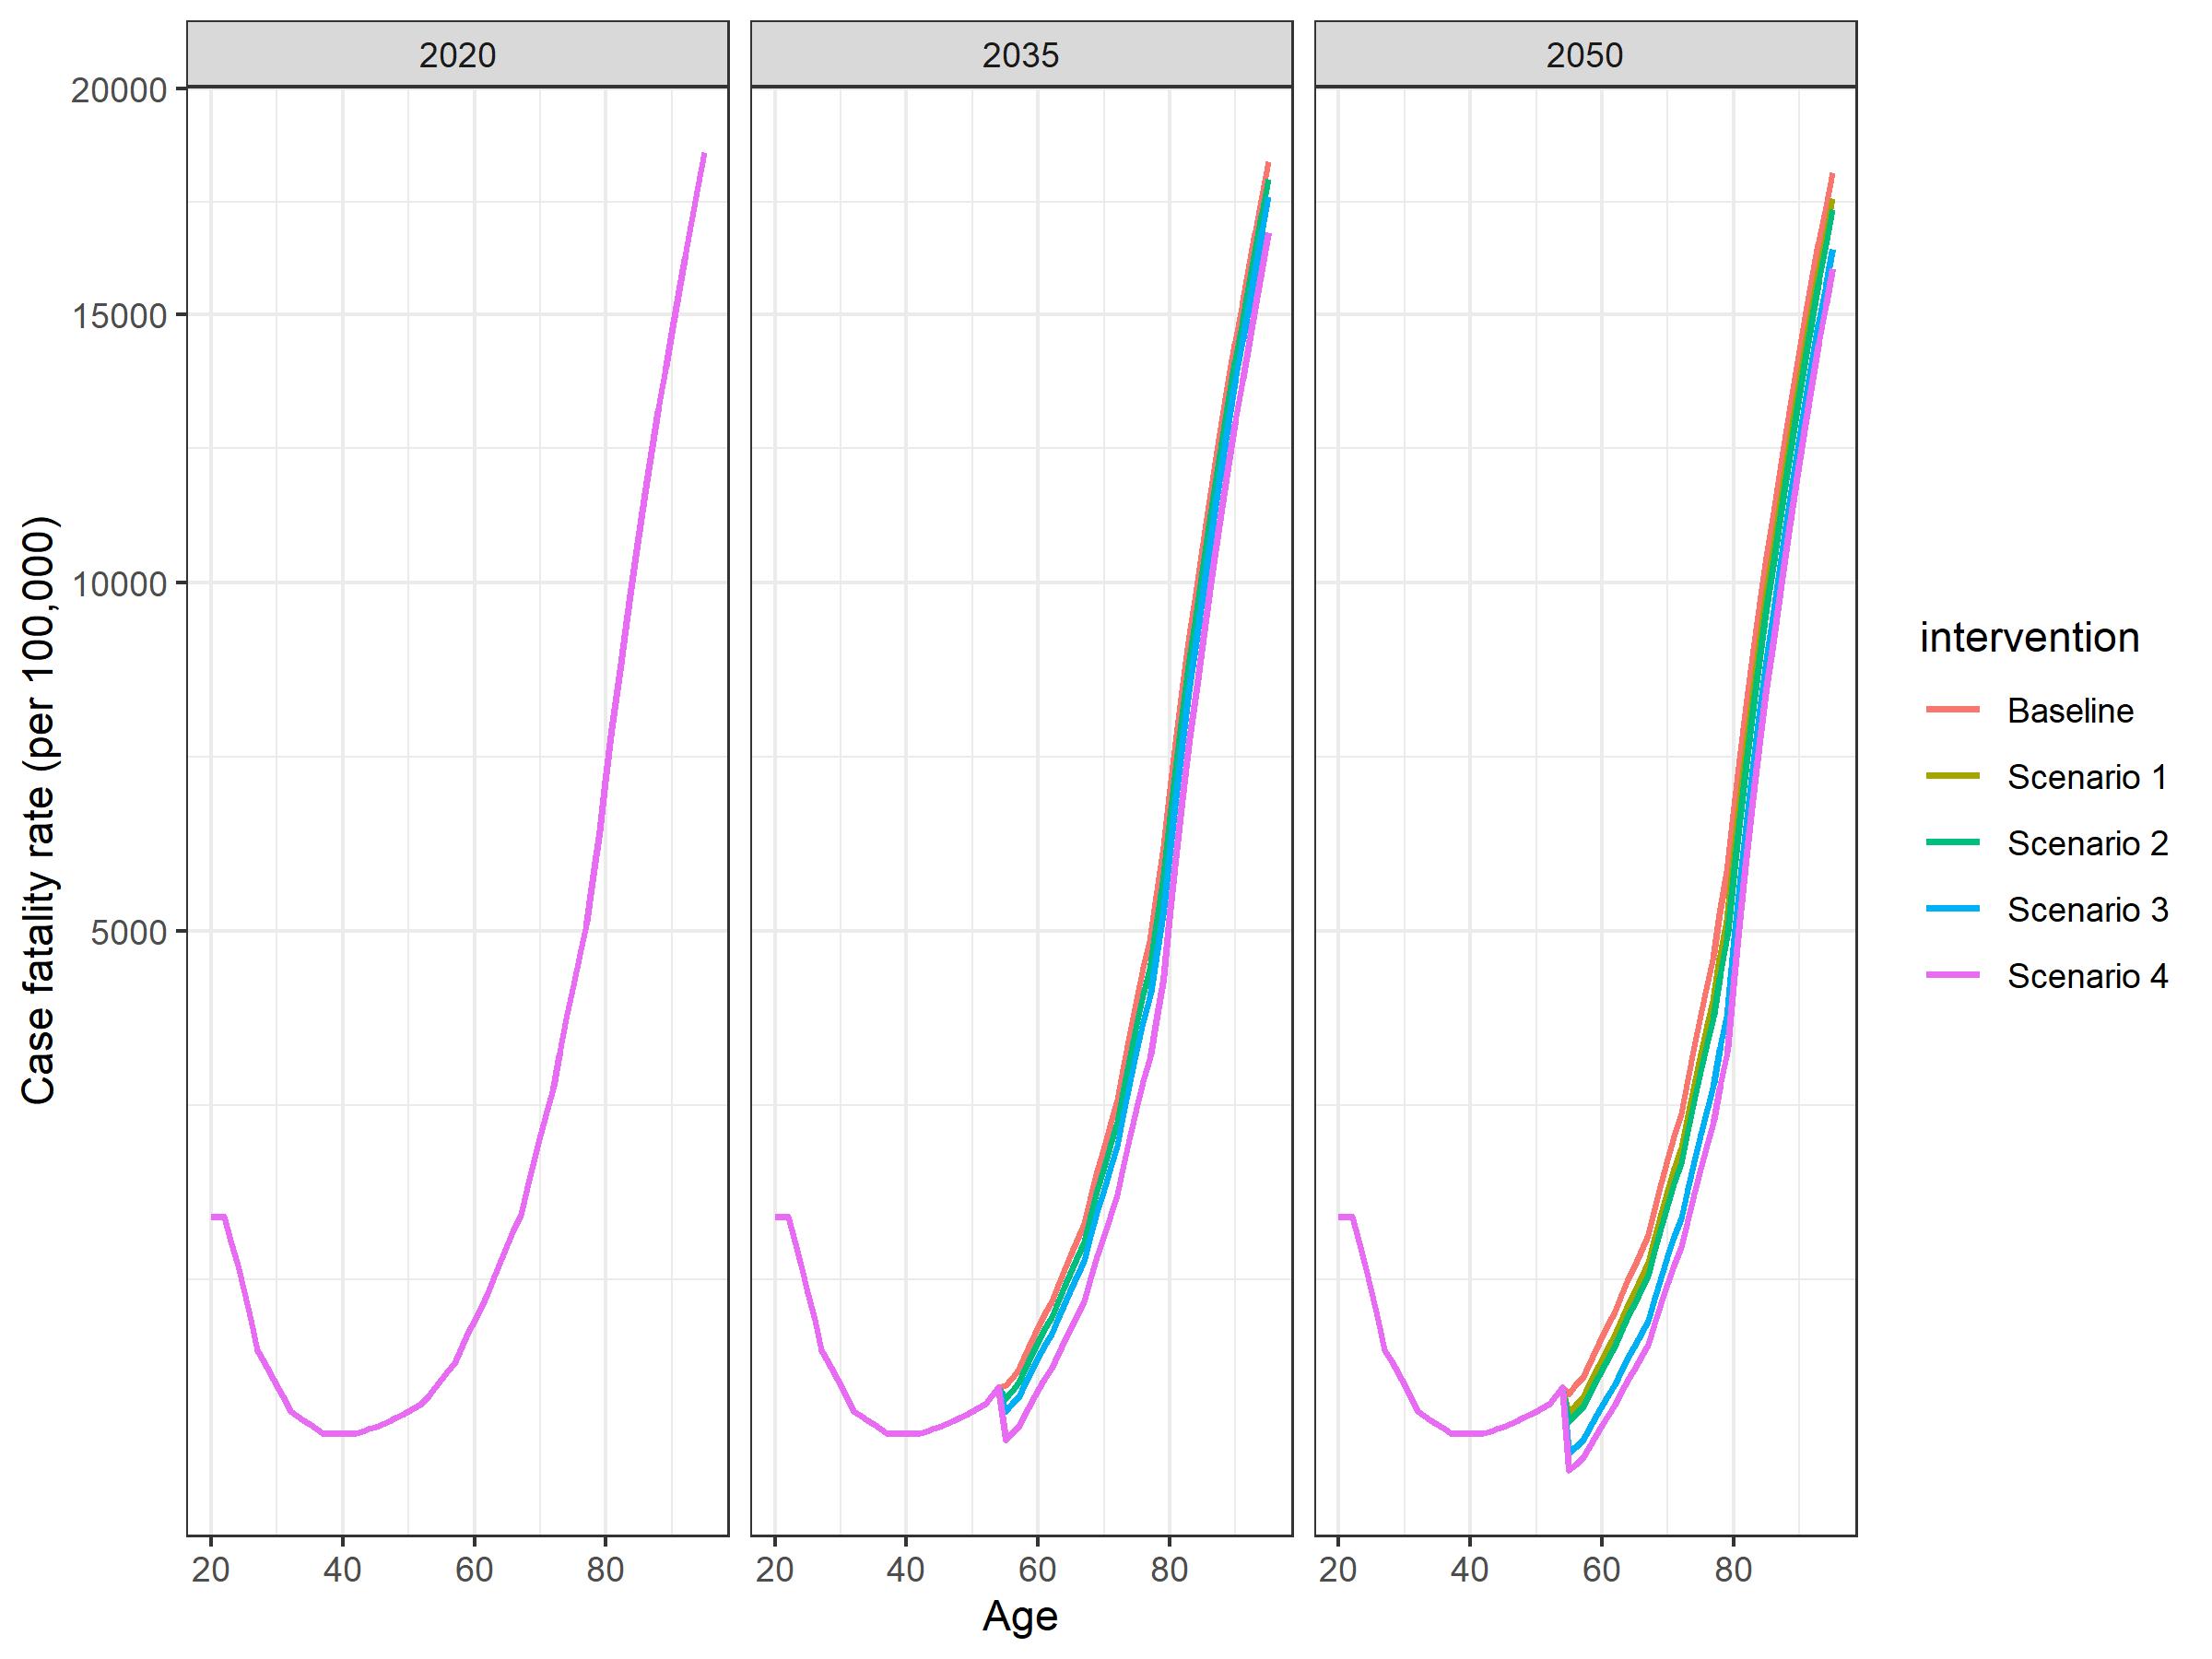 2020
2035
2050
20000
15000
10000
5000
Case fatality rate (per 100,000)
20 40 60 80
20 40 60 80
20 40 60 80
Age
intervention
Baseline
Scenario 1
Scenario 2
Scenario 3
Scenario 4